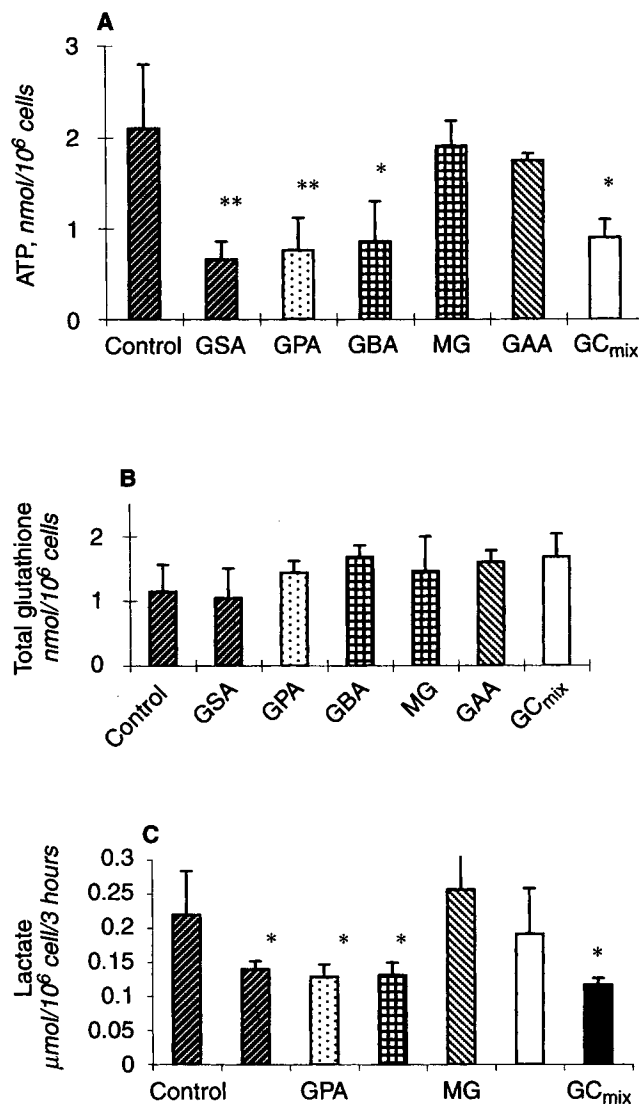 A
3
2
1
0
ATP, nmol/10⁶ cells
** ** * *
Control GSA GPA GBA MG GAA GCmix
B
2
1
0
Total glutathione
nmol/10⁶ cells
Control GSA GPA GBA MG GAA GCmix
C
0.3
0.25
0.2
0.15
0.1
0.05
0
Lactate
µmol/10⁶ cell/3 hours
* * * *
Control GPA MG GCmix